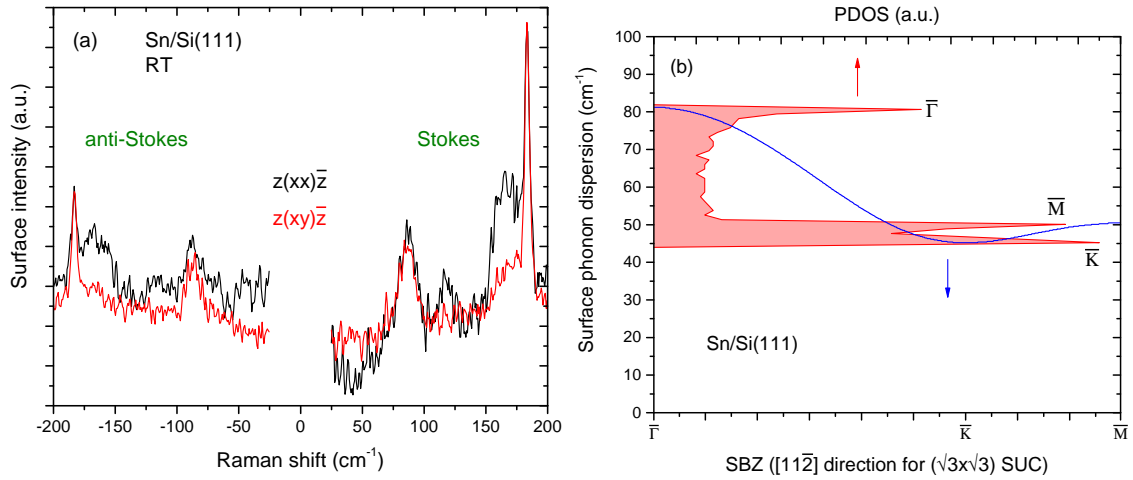 (a)
Sn/Si(111)
RT
anti-Stokes
Stokes
z(xx)z̅
z(xy)z̅
Surface intensity (a.u.)
-200 -150 -100 -50 0 50 100 150 200
Raman shift (cm⁻¹)
PDOS (a.u.)
(b)
100
90
80
70
60
50
40
30
20
10
0
Surface phonon dispersion (cm⁻¹)
Γ̅
M̅
K̅
Sn/Si(111)
Γ̅ K̅ M̅
SBZ ([112̅] direction for (√3x√3) SUC)